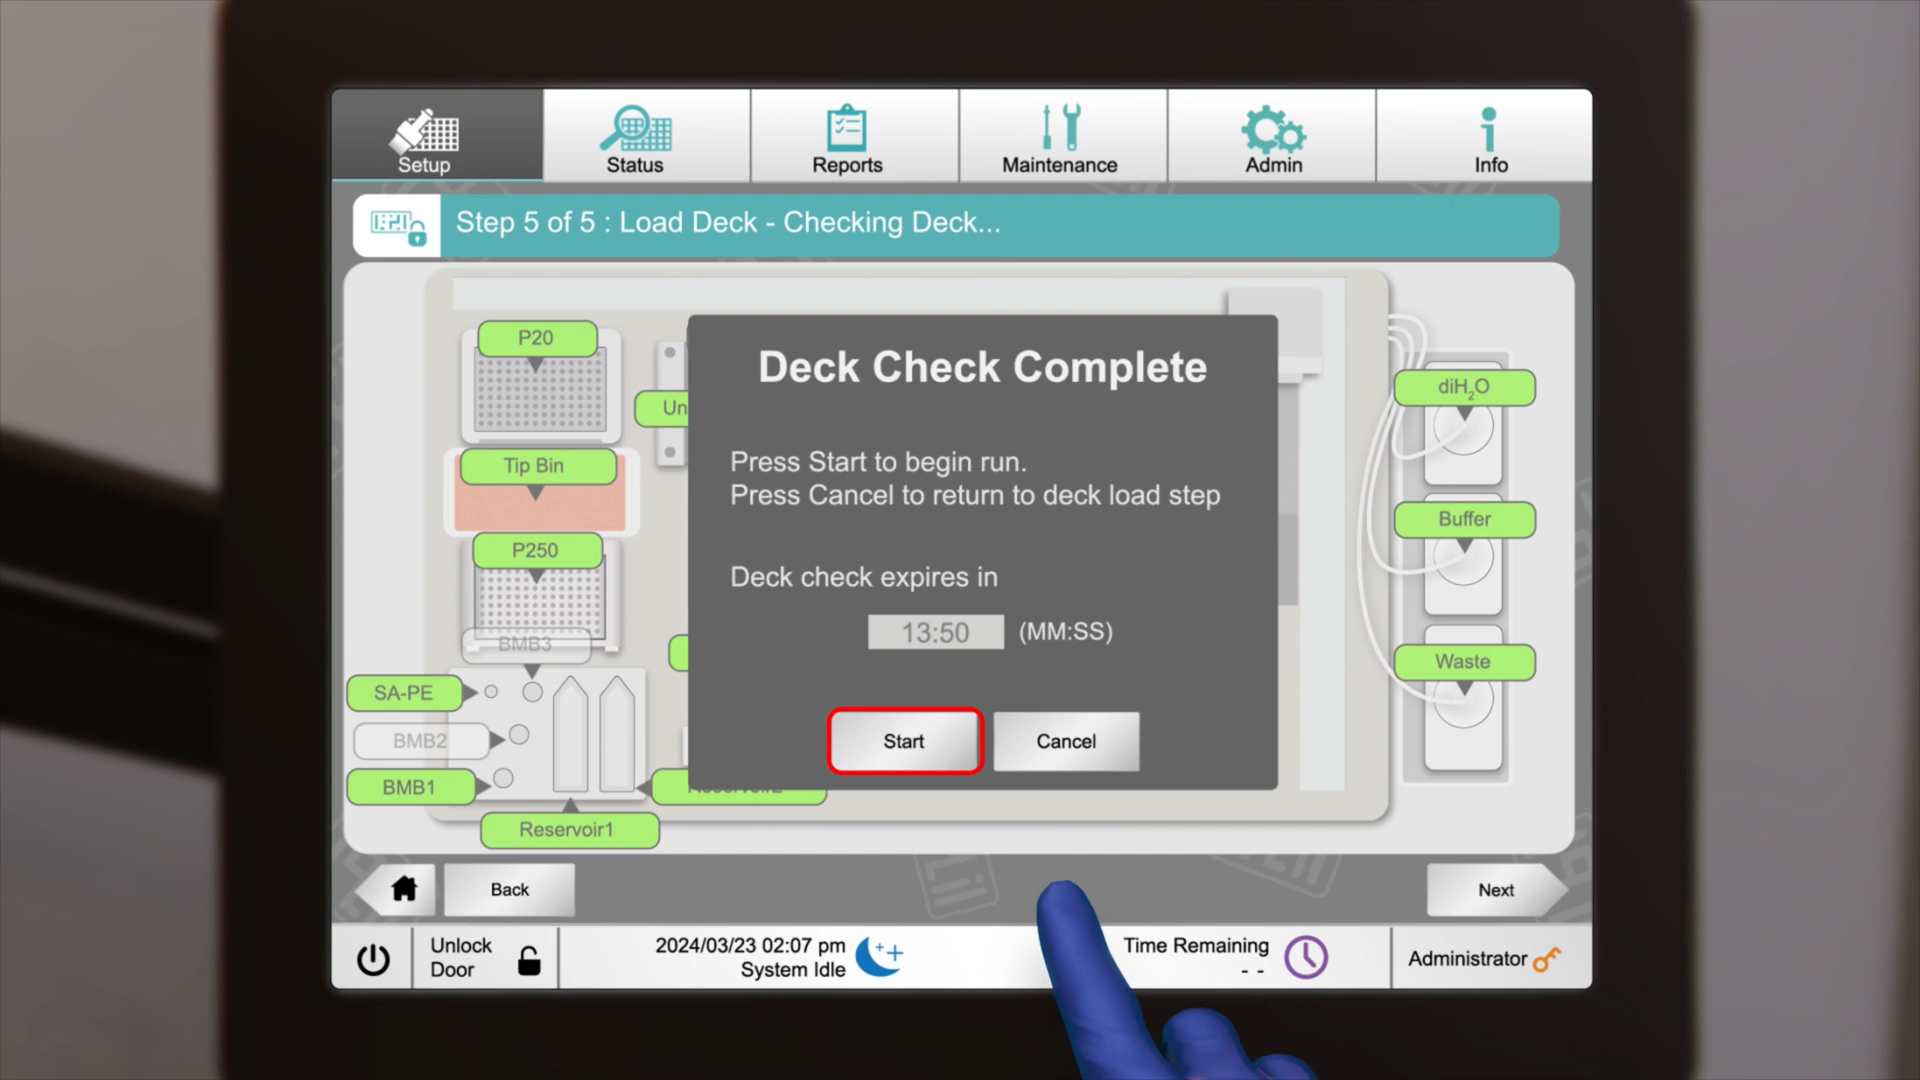 Setup
Status
Reports
Maintenance
Admin
Info
Step 5 of 5 : Load Deck - Checking Deck...
P20
Un
Tip Bin
P250
BMB3
SA-PE
BMB2
BMB1
Reservoir1
Deck Check Complete
Press Start to begin run.
Press Cancel to return to deck load step
Deck check expires in
13:50 (MM:SS)
Start
Cancel
diH₂O
Buffer
Waste
Back
Next
Unlock
Door
2024/03/23 02:07 pm
System Idle
Time Remaining
- -
Administrator